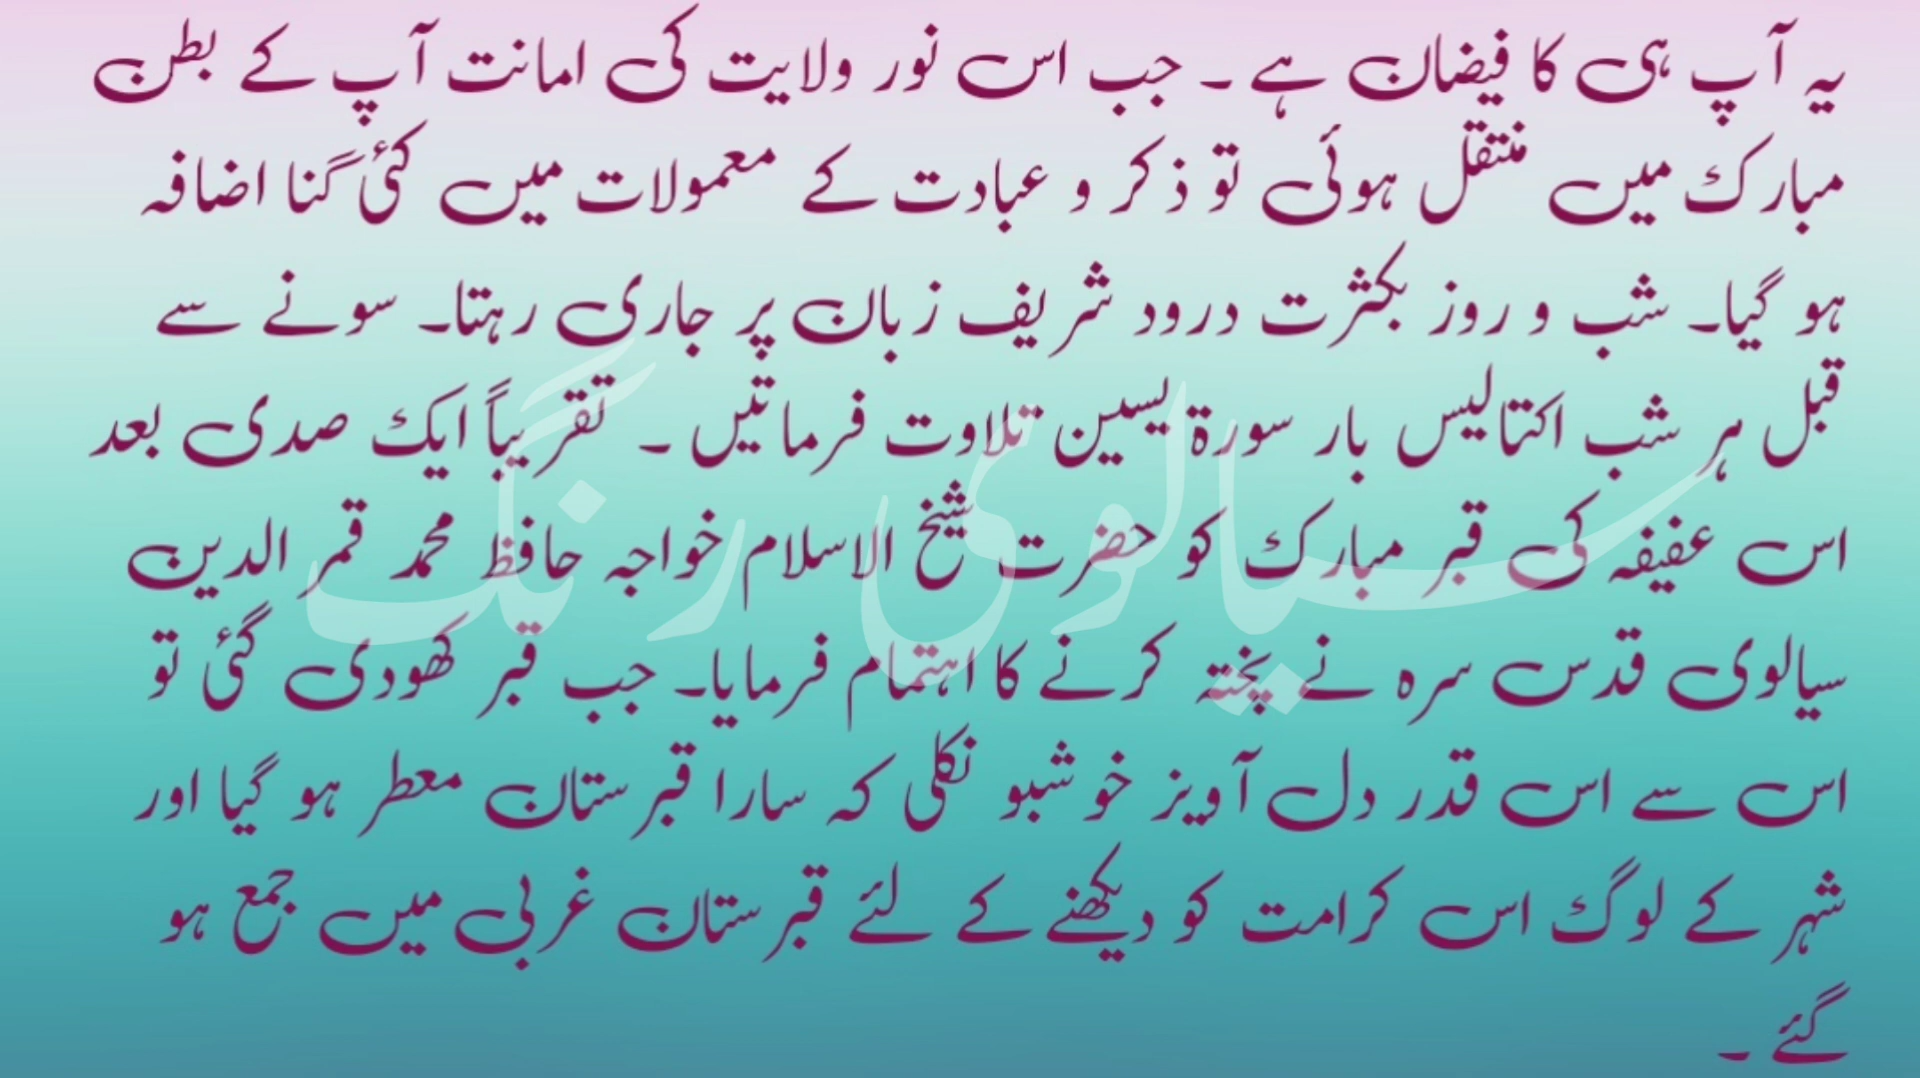 یہ آپ ہی کا فیضان ہے ۔ جب اس نور ولایت کی امانت آپ کے بطن
مبارک میں منتقل ہوئی تو ذکر و عبادت کے معمولات میں کئی گنا اضافہ
ہو گیا۔ شب و روز بکثرت درود شریف زبان پر جاری رہتا۔ سونے سے
قبل ہر شب اکتالیس بار سورۃ یسین تلاوت فرماتیں ۔ تقریباً ایک صدی بعد
اس عفیفہ کی قبر مبارک کو حضرت شیخ الاسلام خواجہ حافظ محمد قمر الدین
سیالوی قدس سرہ نے پختہ کرنے کا اہتمام فرمایا۔ جب قبر کھودی گئی تو
اس سے اس قدر دل آویز خوشبو نکلی کہ سارا قبرستان معطر ہو گیا اور
شہر کے لوگ اس کرامت کو دیکھنے کے لئے قبرستان غربی میں جمع ہو
گئے ۔
سیالوی رنگ